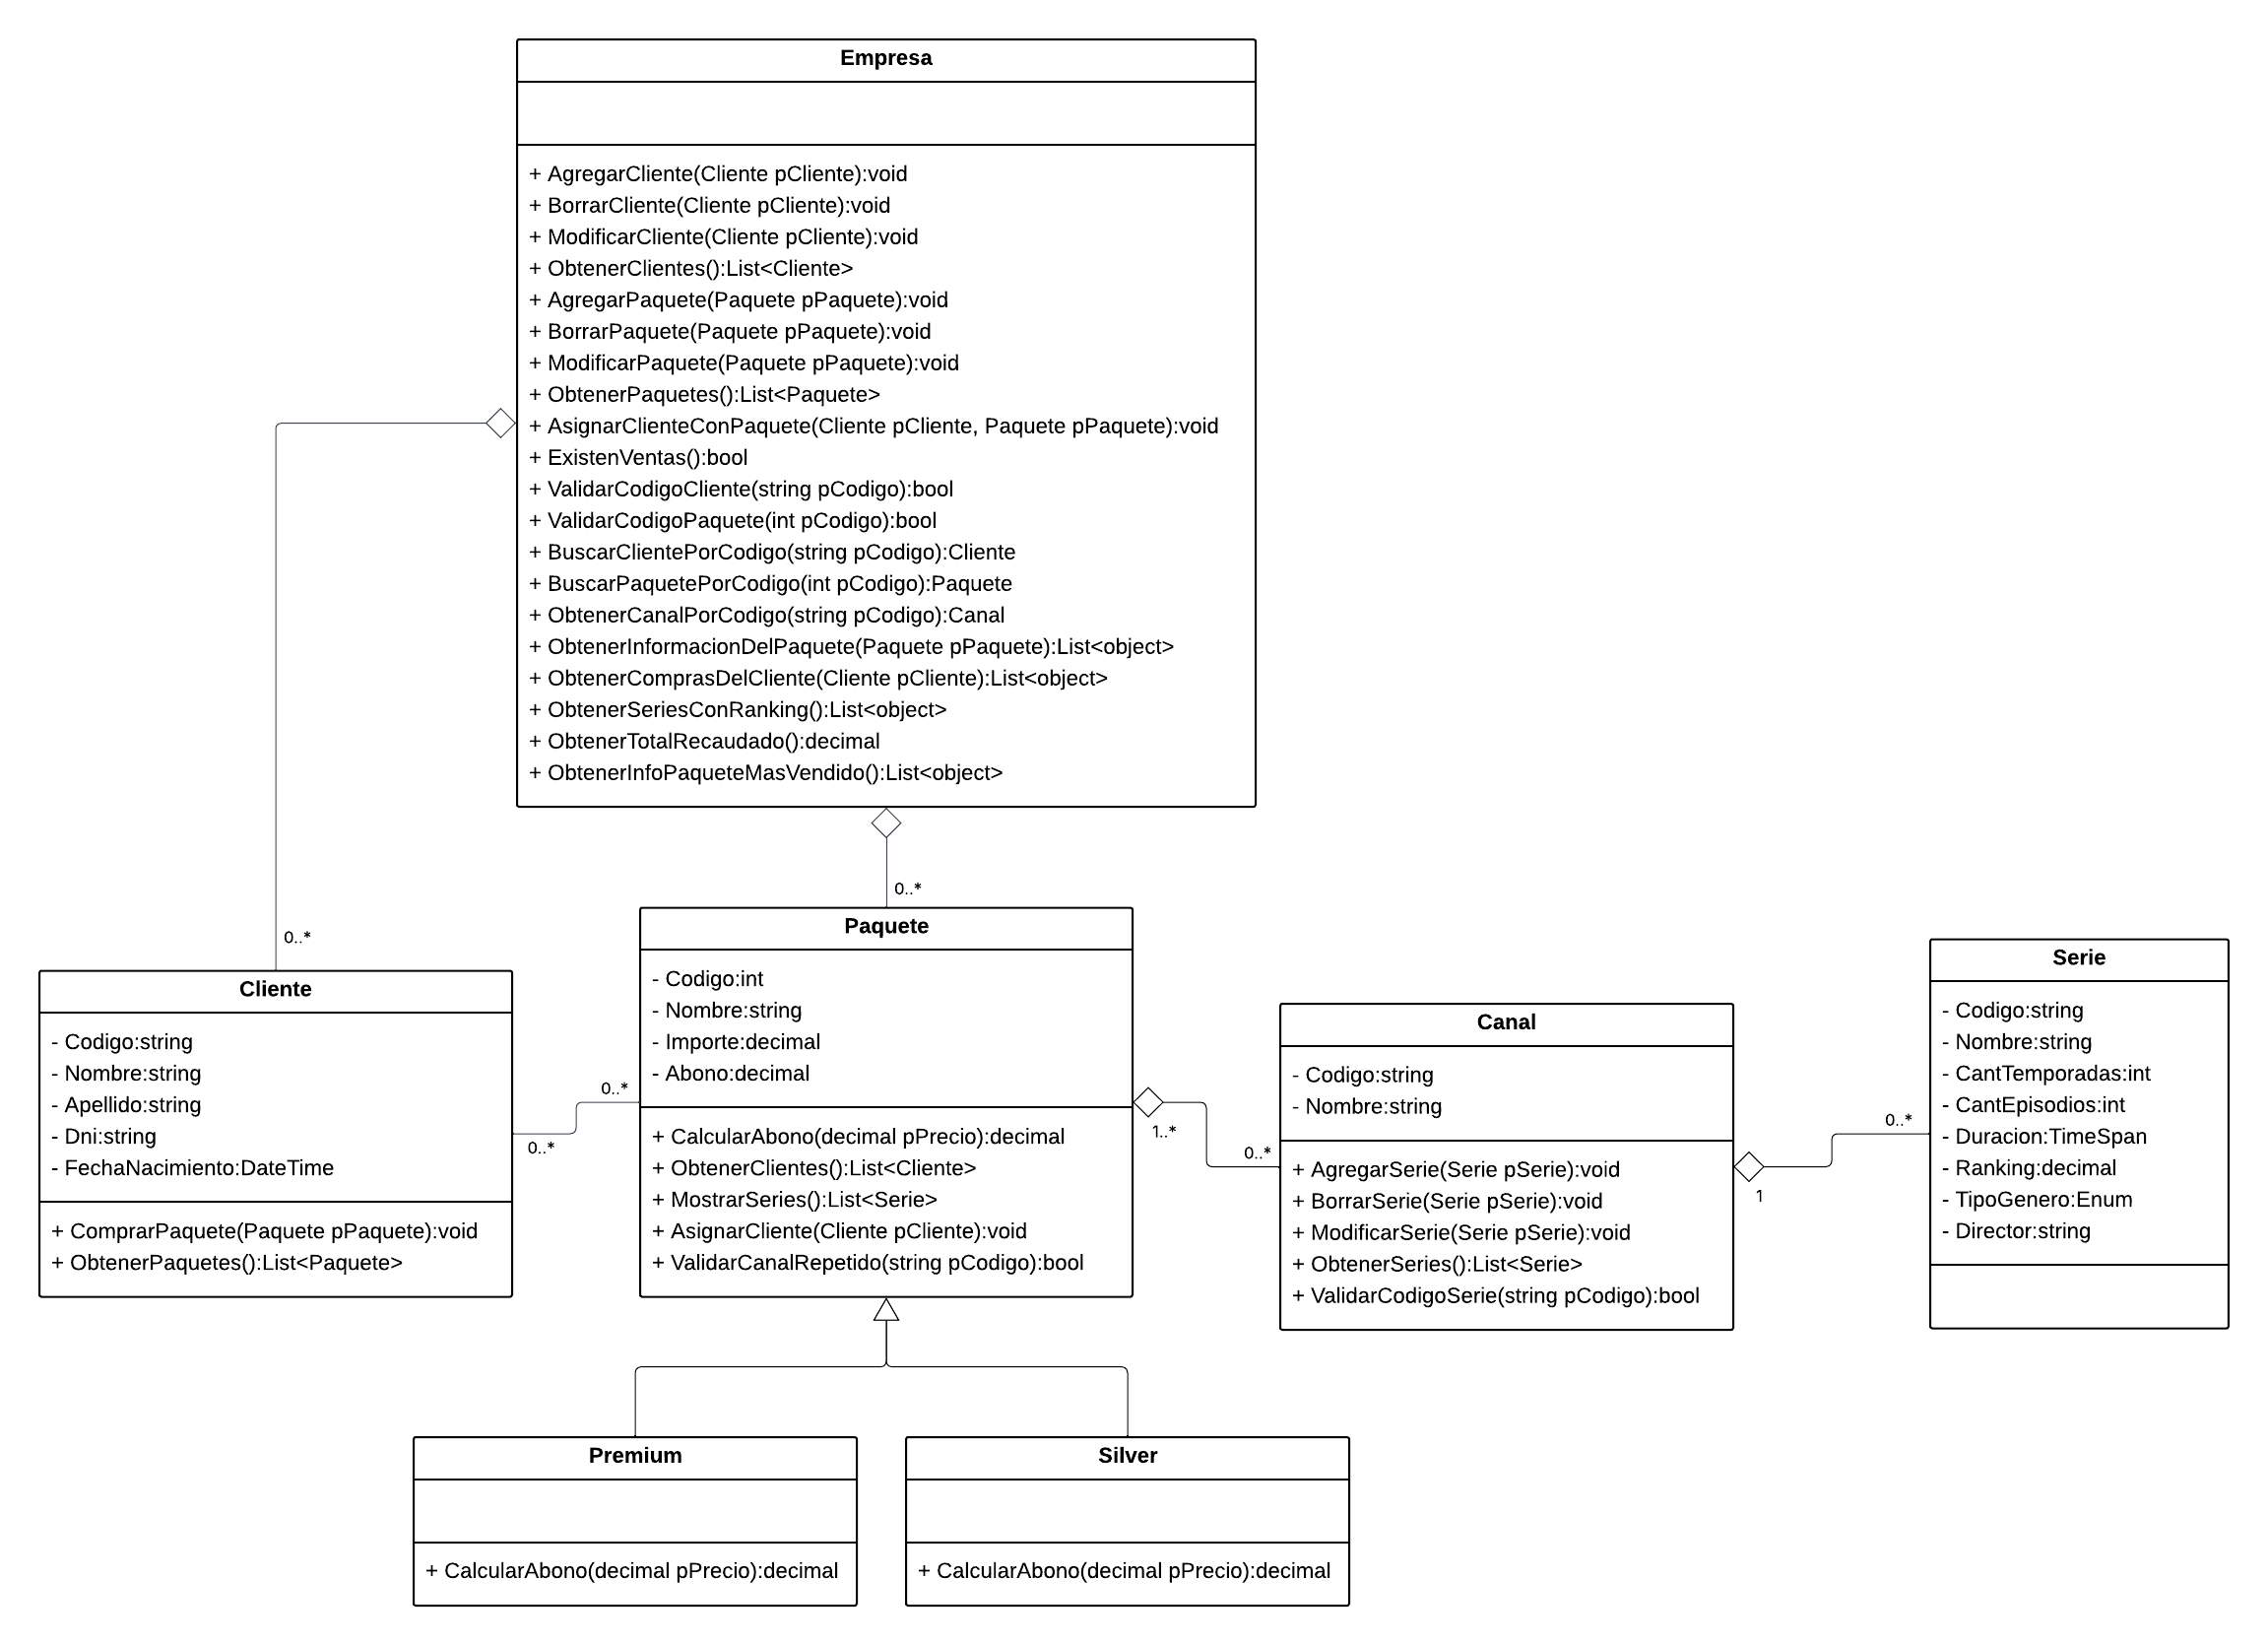 Empresa
+ AgregarCliente(Cliente pCliente):void
+ BorrarCliente(Cliente pCliente):void
+ ModificarCliente(Cliente pCliente):void
+ ObtenerClientes():List<Cliente>
+ AgregarPaquete(Paquete pPaquete):void
+ BorrarPaquete(Paquete pPaquete):void
+ ModificarPaquete(Paquete pPaquete):void
+ ObtenerPaquetes():List<Paquete>
+ AsignarClienteConPaquete(Cliente pCliente, Paquete pPaquete):void
+ ExistenVentas():bool
+ ValidarCodigoCliente(string pCodigo):bool
+ ValidarCodigoPaquete(int pCodigo):bool
+ BuscarClientePorCodigo(string pCodigo):Cliente
+ BuscarPaquetePorCodigo(int pCodigo):Paquete
+ ObtenerCanalPorCodigo(string pCodigo):Canal
+ ObtenerInformacionDelPaquete(Paquete pPaquete):List<object>
+ ObtenerComprasDelCliente(Cliente pCliente):List<object>
+ ObtenerSeriesConRanking():List<object>
+ ObtenerTotalRecaudado():decimal
+ ObtenerInfoPaqueteMasVendido():List<object>
0..*
0..*
Cliente
- Codigo:string
- Nombre:string
- Apellido:string
- Dni:string
- FechaNacimiento:DateTime
+ ComprarPaquete(Paquete pPaquete):void
+ ObtenerPaquetes():List<Paquete>
0..*
0..*
Paquete
- Codigo:int
- Nombre:string
- Importe:decimal
- Abono:decimal
+ CalcularAbono(decimal pPrecio):decimal
+ ObtenerClientes():List<Cliente>
+ MostrarSeries():List<Serie>
+ AsignarCliente(Cliente pCliente):void
+ ValidarCanalRepetido(string pCodigo):bool
1..*
0..*
Canal
- Codigo:string
- Nombre:string
+ AgregarSerie(Serie pSerie):void
+ BorrarSerie(Serie pSerie):void
+ ModificarSerie(Serie pSerie):void
+ ObtenerSeries():List<Serie>
+ ValidarCodigoSerie(string pCodigo):bool
1
0..*
Serie
- Codigo:string
- Nombre:string
- CantTemporadas:int
- CantEpisodios:int
- Duracion:TimeSpan
- Ranking:decimal
- TipoGenero:Enum
- Director:string
Premium
+ CalcularAbono(decimal pPrecio):decimal
Silver
+ CalcularAbono(decimal pPrecio):decimal